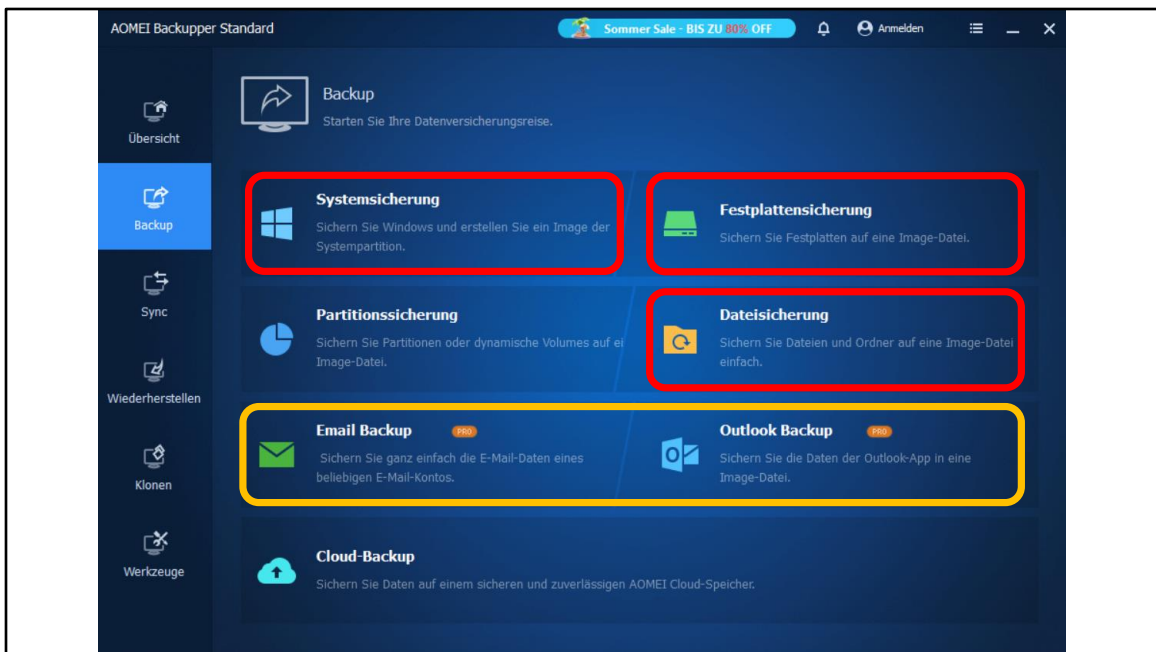 AOMEI Backupper Standard
Sommer Sale - BIS ZU 80% OFF
Anmelden
Übersicht
Backup
Sync
Wiederherstellen
Klonen
Werkzeuge
Backup
Starten Sie Ihre Datenversicherungsreise.
Systemsicherung
Sichern Sie Windows und erstellen Sie ein Image der
Systempartition.
Festplattensicherung
Sichern Sie Festplatten auf eine Image-Datei.
Partitionssicherung
Sichern Sie Partitionen oder dynamische Volumes auf ei
Image-Datei.
Dateisicherung
Sichern Sie Dateien und Ordner auf eine Image-Datei
einfach.
Email Backup PRO
Sichern Sie ganz einfach die E-Mail-Daten eines
beliebigen E-Mail-Kontos.
Outlook Backup PRO
Sichern Sie die Daten der Outlook-App in eine
Image-Datei.
Cloud-Backup
Sichern Sie Daten auf einem sicheren und zuverlässigen AOMEI Cloud-Speicher.